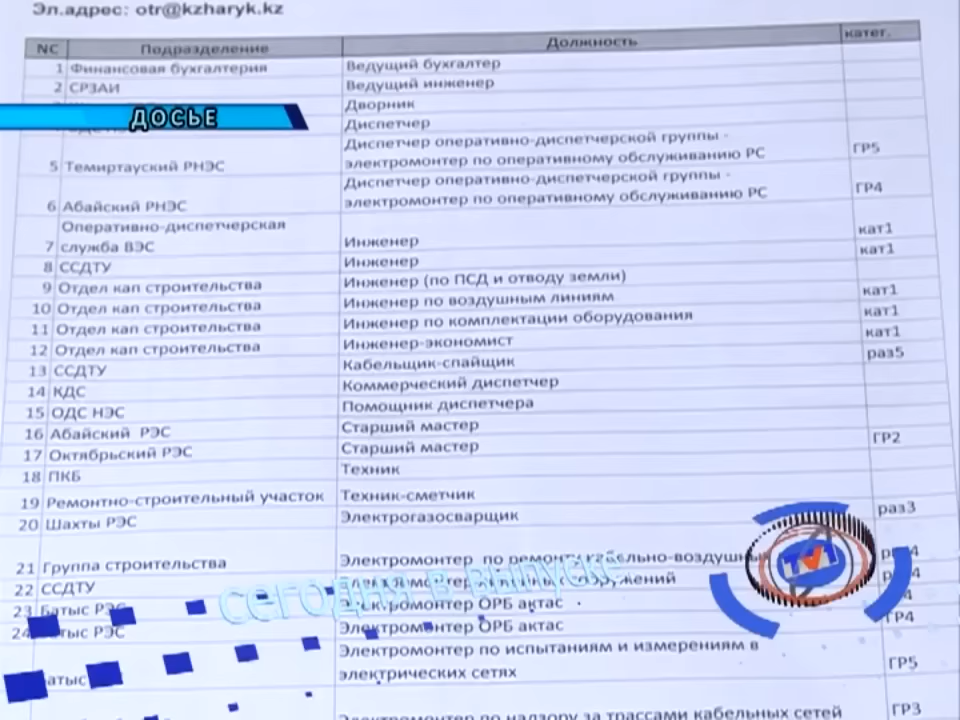 Эл.адрес: otr@kzharyk.kz
NC Подразделение Должность катег.
1 Финансовая бухгалтерия Ведущий бухгалтер
2 СРЗАИ Ведущий инженер
Дворник
ДОСЬЕ
Диспетчер
Диспетчер оперативно-диспетчерской группы -
5 Темиртауский РНЭС электромонтер по оперативному обслуживанию РС ГР5
Диспетчер оперативно-диспетчерской группы -
6 Абайский РНЭС электромонтер по оперативному обслуживанию РС ГР4
Оперативно-диспетчерская
7 служба ВЭС Инженер кат1
8 ССДТУ Инженер кат1
9 Отдел кап строительства Инженер (по ПСД и отводу земли)
10 Отдел кап строительства Инженер по воздушным линиям кат1
11 Отдел кап строительства Инженер по комплектации оборудования кат1
12 Отдел кап строительства Инженер-экономист кат1
13 ССДТУ Кабельщик-спайщик раз5
14 КДС Коммерческий диспетчер
15 ОДС НЭС Помощник диспетчера
16 Абайский РЭС Старший мастер
17 Октябрьский РЭС Старший мастер ГР2
18 ПКБ Техник
19 Ремонтно-строительный участок Техник-сметчик
20 Шахты РЭС Электрогазосварщик раз3
21 Группа строительства Электромонтер по ремонту кабельно-воздушных
22 ССДТУ
сегодня в выпуске
TV1
23 Батыс РЭС Электромонтер ОРБ актас
24 Батыс РЭС Электромонтер ОРБ актас ГР4
Электромонтер по испытаниям и измерениям в
электрических сетях ГР5
Электромонтер по надзору за трассами кабельных сетей ГР3